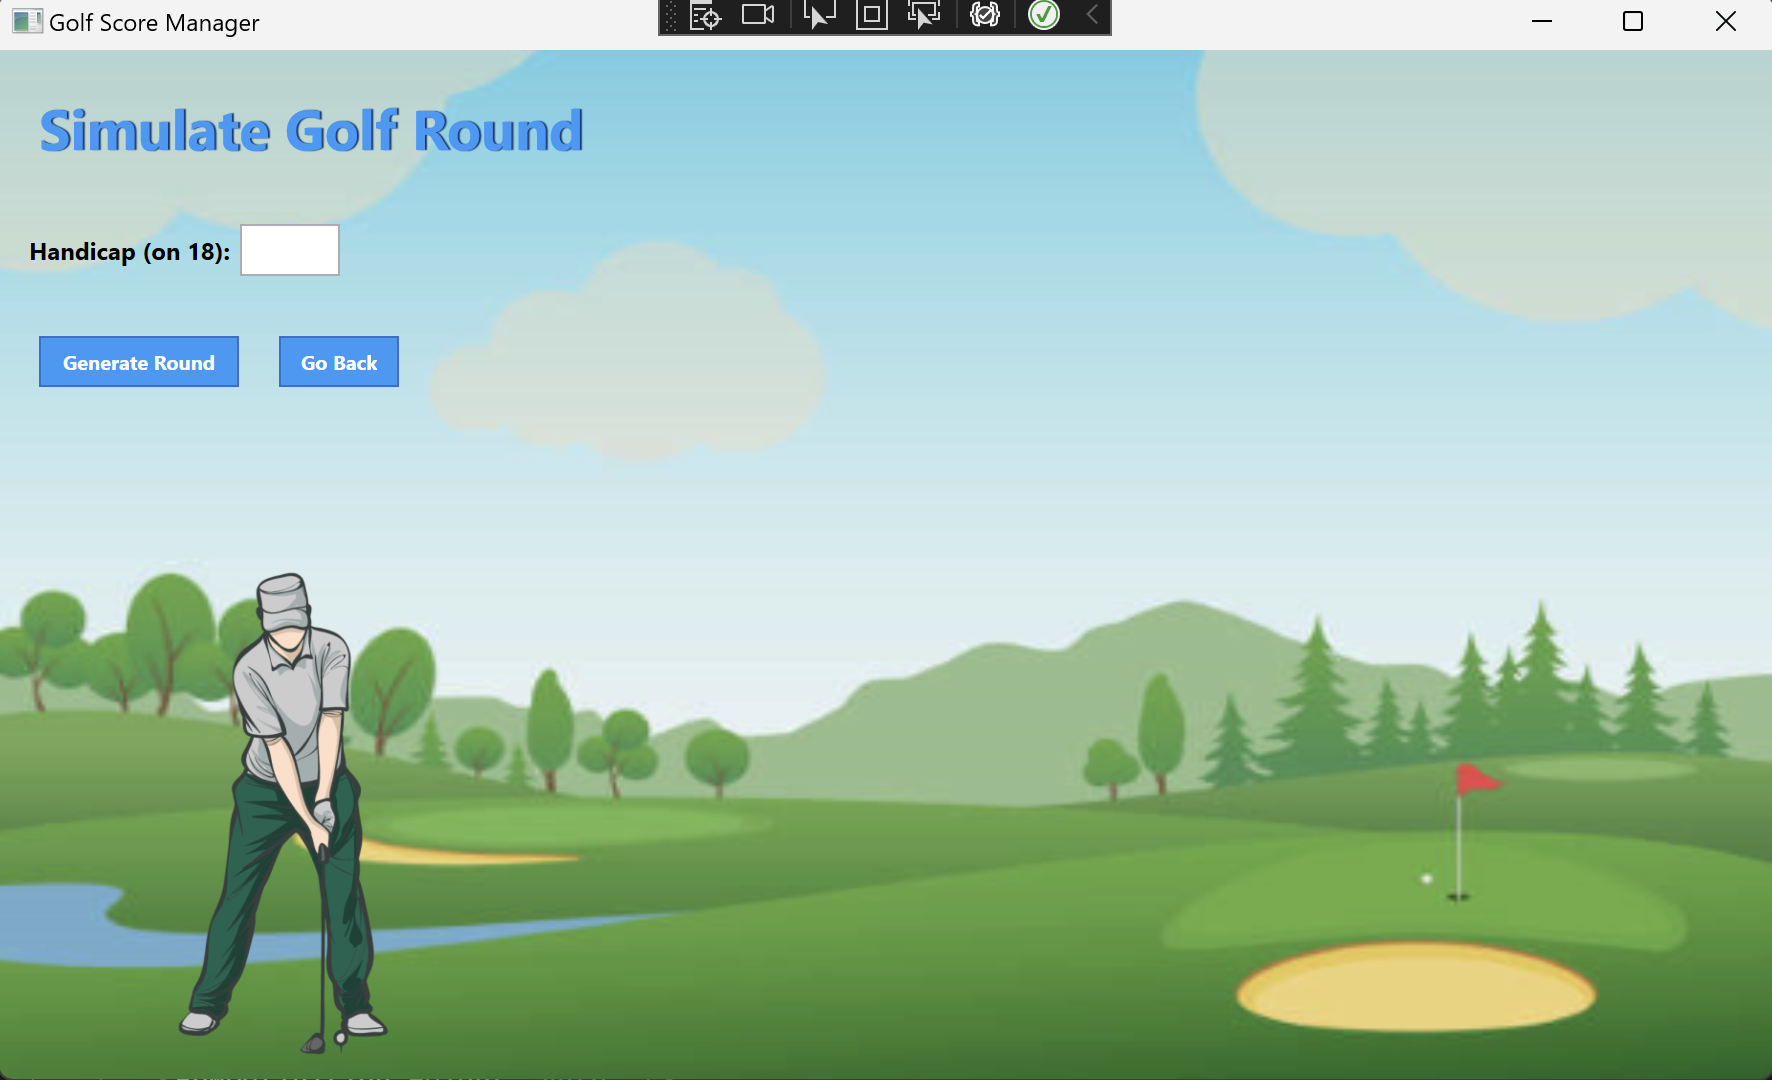 Golf Score Manager
Simulate Golf Round
Handicap (on 18):
Generate Round
Go Back